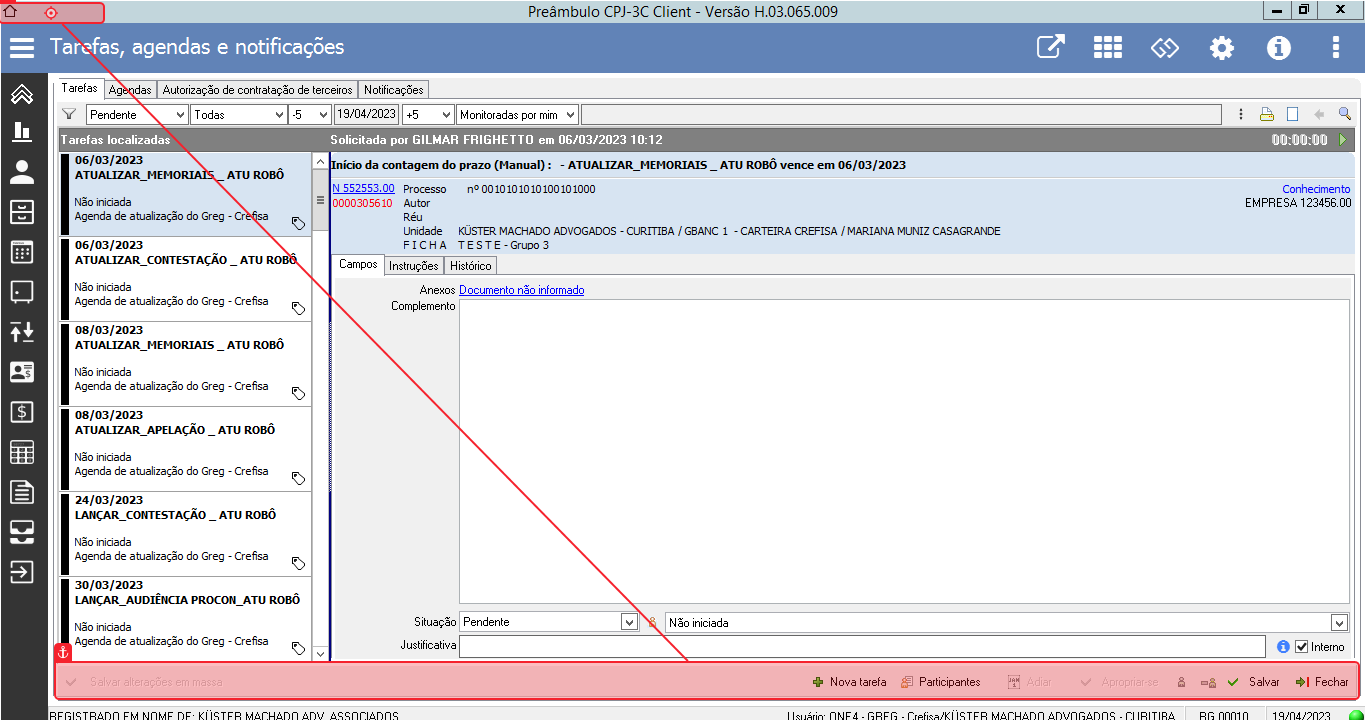 Preâmbulo CPJ-3C Client - Versão H.03.065.009
Tarefas, agendas e notificações
Tarefas Agendas Autorização de contratação de terceiros Notificações
Pendente Todas -5 19/04/2023 +5 Monitoradas por mim
Tarefas localizadas
Solicitada por GILMAR FRIGHETTO em 06/03/2023 10:12 00:00:00
06/03/2023
ATUALIZAR_MEMORIAIS _ ATU ROBÔ
Não iniciada
Agenda de atualização do Greg - Crefisa
06/03/2023
ATUALIZAR_CONTESTAÇÃO _ ATU ROBÔ
Não iniciada
Agenda de atualização do Greg - Crefisa
08/03/2023
ATUALIZAR_MEMORIAIS _ ATU ROBÔ
Não iniciada
Agenda de atualização do Greg - Crefisa
08/03/2023
ATUALIZAR_APELAÇÃO _ ATU ROBÔ
Não iniciada
Agenda de atualização do Greg - Crefisa
24/03/2023
LANÇAR_CONTESTAÇÃO _ ATU ROBÔ
Não iniciada
Agenda de atualização do Greg - Crefisa
30/03/2023
LANÇAR_AUDIÊNCIA PROCON_ATU ROBÔ
Não iniciada
Agenda de atualização do Greg - Crefisa
Início da contagem do prazo (Manual) : - ATUALIZAR_MEMORIAIS _ ATU ROBÔ vence em 06/03/2023
N 552553.00 Processo nº 0010101010100101000 Conhecimento
0000305610 Autor EMPRESA 123456.00
Réu
Unidade KÜSTER MACHADO ADVOGADOS - CURITIBA / GBANC 1 - CARTEIRA CREFISA / MARIANA MUNIZ CASAGRANDE
F I C H A T E S T E - Grupo 3
Campos Instruções Histórico
Anexos Documento não informado
Complemento
Situação Pendente Não iniciada
Justificativa Interno
Salvar alterações em massa Nova tarefa Participantes Adiar Apropriar-se Salvar Fechar
REGISTRADO EM NOME DE: KÜSTER MACHADO ADV. ASSOCIADOS Usuário: ONE4 - GREG - Crefisa/KÜSTER MACHADO ADVOGADOS - CURITIBA BG 00010 19/04/2023